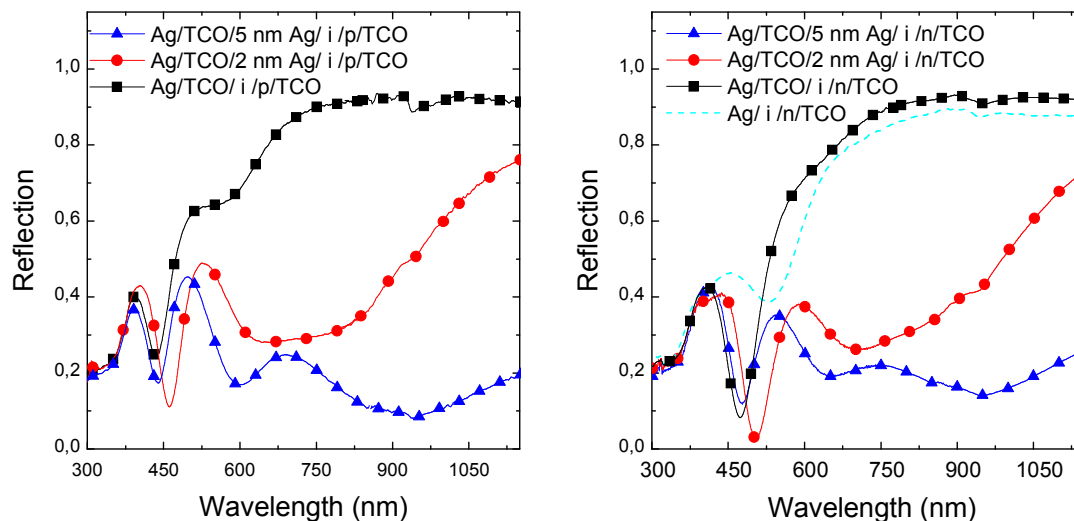 Ag/TCO/5 nm Ag/ i /p/TCO
Ag/TCO/2 nm Ag/ i /p/TCO
Ag/TCO/ i /p/TCO
1,0
0,8
0,6
0,4
0,2
0,0
Reflection
300 450 600 750 900 1050
Wavelength (nm)
Ag/TCO/5 nm Ag/ i /n/TCO
Ag/TCO/2 nm Ag/ i /n/TCO
Ag/TCO/ i /n/TCO
Ag/ i /n/TCO
1,0
0,8
0,6
0,4
0,2
0,0
Reflection
300 450 600 750 900 1050
Wavelength (nm)